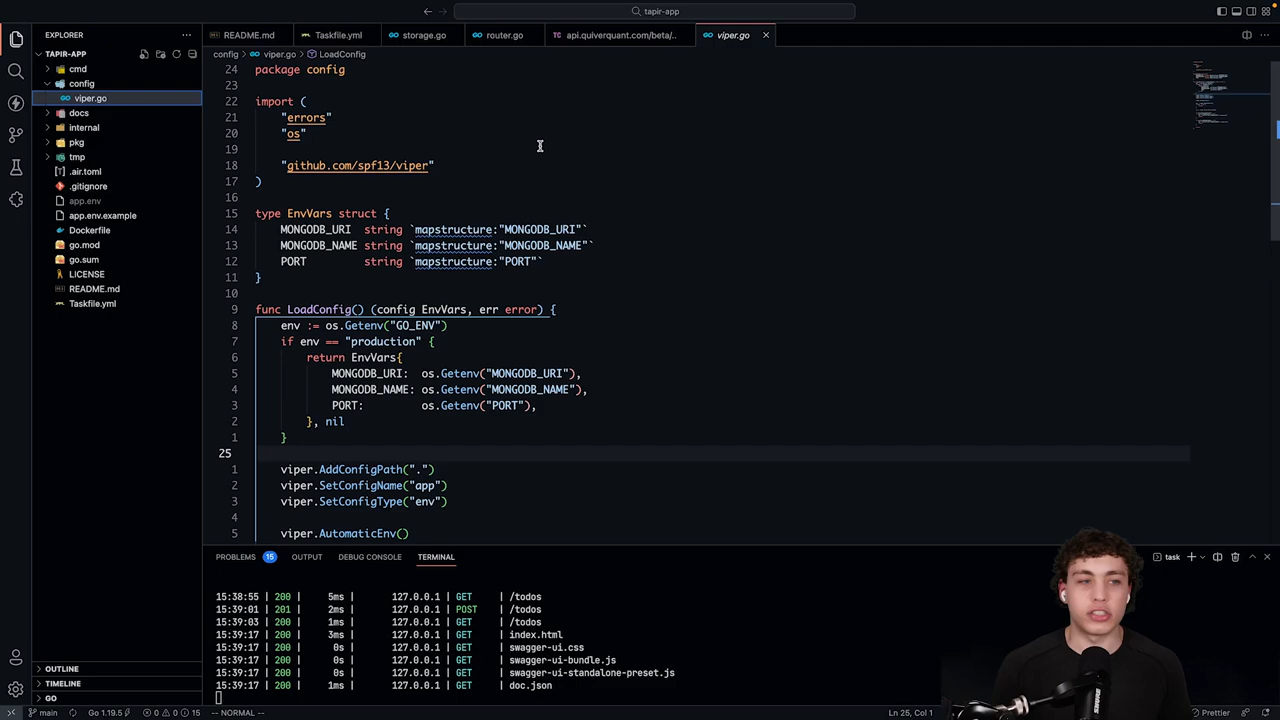 tapir-app
EXPLORER
TAPIR-APP
cmd
config
viper.go
docs
internal
pkg
tmp
.air.toml
.gitignore
app.env
app.env.example
Dockerfile
go.mod
go.sum
LICENSE
README.md
Taskfile.yml
OUTLINE
TIMELINE
GO
README.md
Taskfile.yml
storage.go
router.go
api.quiverquant.com/beta/..
viper.go
config > viper.go > LoadConfig
24 package config
23
22 import (
21 "errors"
20 "os"
19
18 "github.com/spf13/viper"
17 )
16
15 type EnvVars struct {
14 MONGODB_URI string `mapstructure:"MONGODB_URI"`
13 MONGODB_NAME string `mapstructure:"MONGODB_NAME"`
12 PORT string `mapstructure:"PORT"`
11 }
10
9 func LoadConfig() (config EnvVars, err error) {
8 env := os.Getenv("GO_ENV")
7 if env == "production" {
6 return EnvVars{
5 MONGODB_URI: os.Getenv("MONGODB_URI"),
4 MONGODB_NAME: os.Getenv("MONGODB_NAME"),
3 PORT: os.Getenv("PORT"),
2 }, nil
1 }
25
1 viper.AddConfigPath(".")
2 viper.SetConfigName("app")
3 viper.SetConfigType("env")
4
5 viper.AutomaticEnv()
PROBLEMS 15 OUTPUT DEBUG CONSOLE TERMINAL
task
15:38:55 | 200 | 5ms | 127.0.0.1 | GET | /todos
15:39:01 | 201 | 2ms | 127.0.0.1 | POST | /todos
15:39:03 | 200 | 1ms | 127.0.0.1 | GET | /todos
15:39:17 | 200 | 3ms | 127.0.0.1 | GET | index.html
15:39:17 | 200 | 0s | 127.0.0.1 | GET | swagger-ui.css
15:39:17 | 200 | 0s | 127.0.0.1 | GET | swagger-ui-bundle.js
15:39:17 | 200 | 0s | 127.0.0.1 | GET | swagger-ui-standalone-preset.js
15:39:17 | 200 | 1ms | 127.0.0.1 | GET | doc.json
main Go 1.19.5 0 0 15 -- NORMAL -- Ln 25, Col 1 Prettier